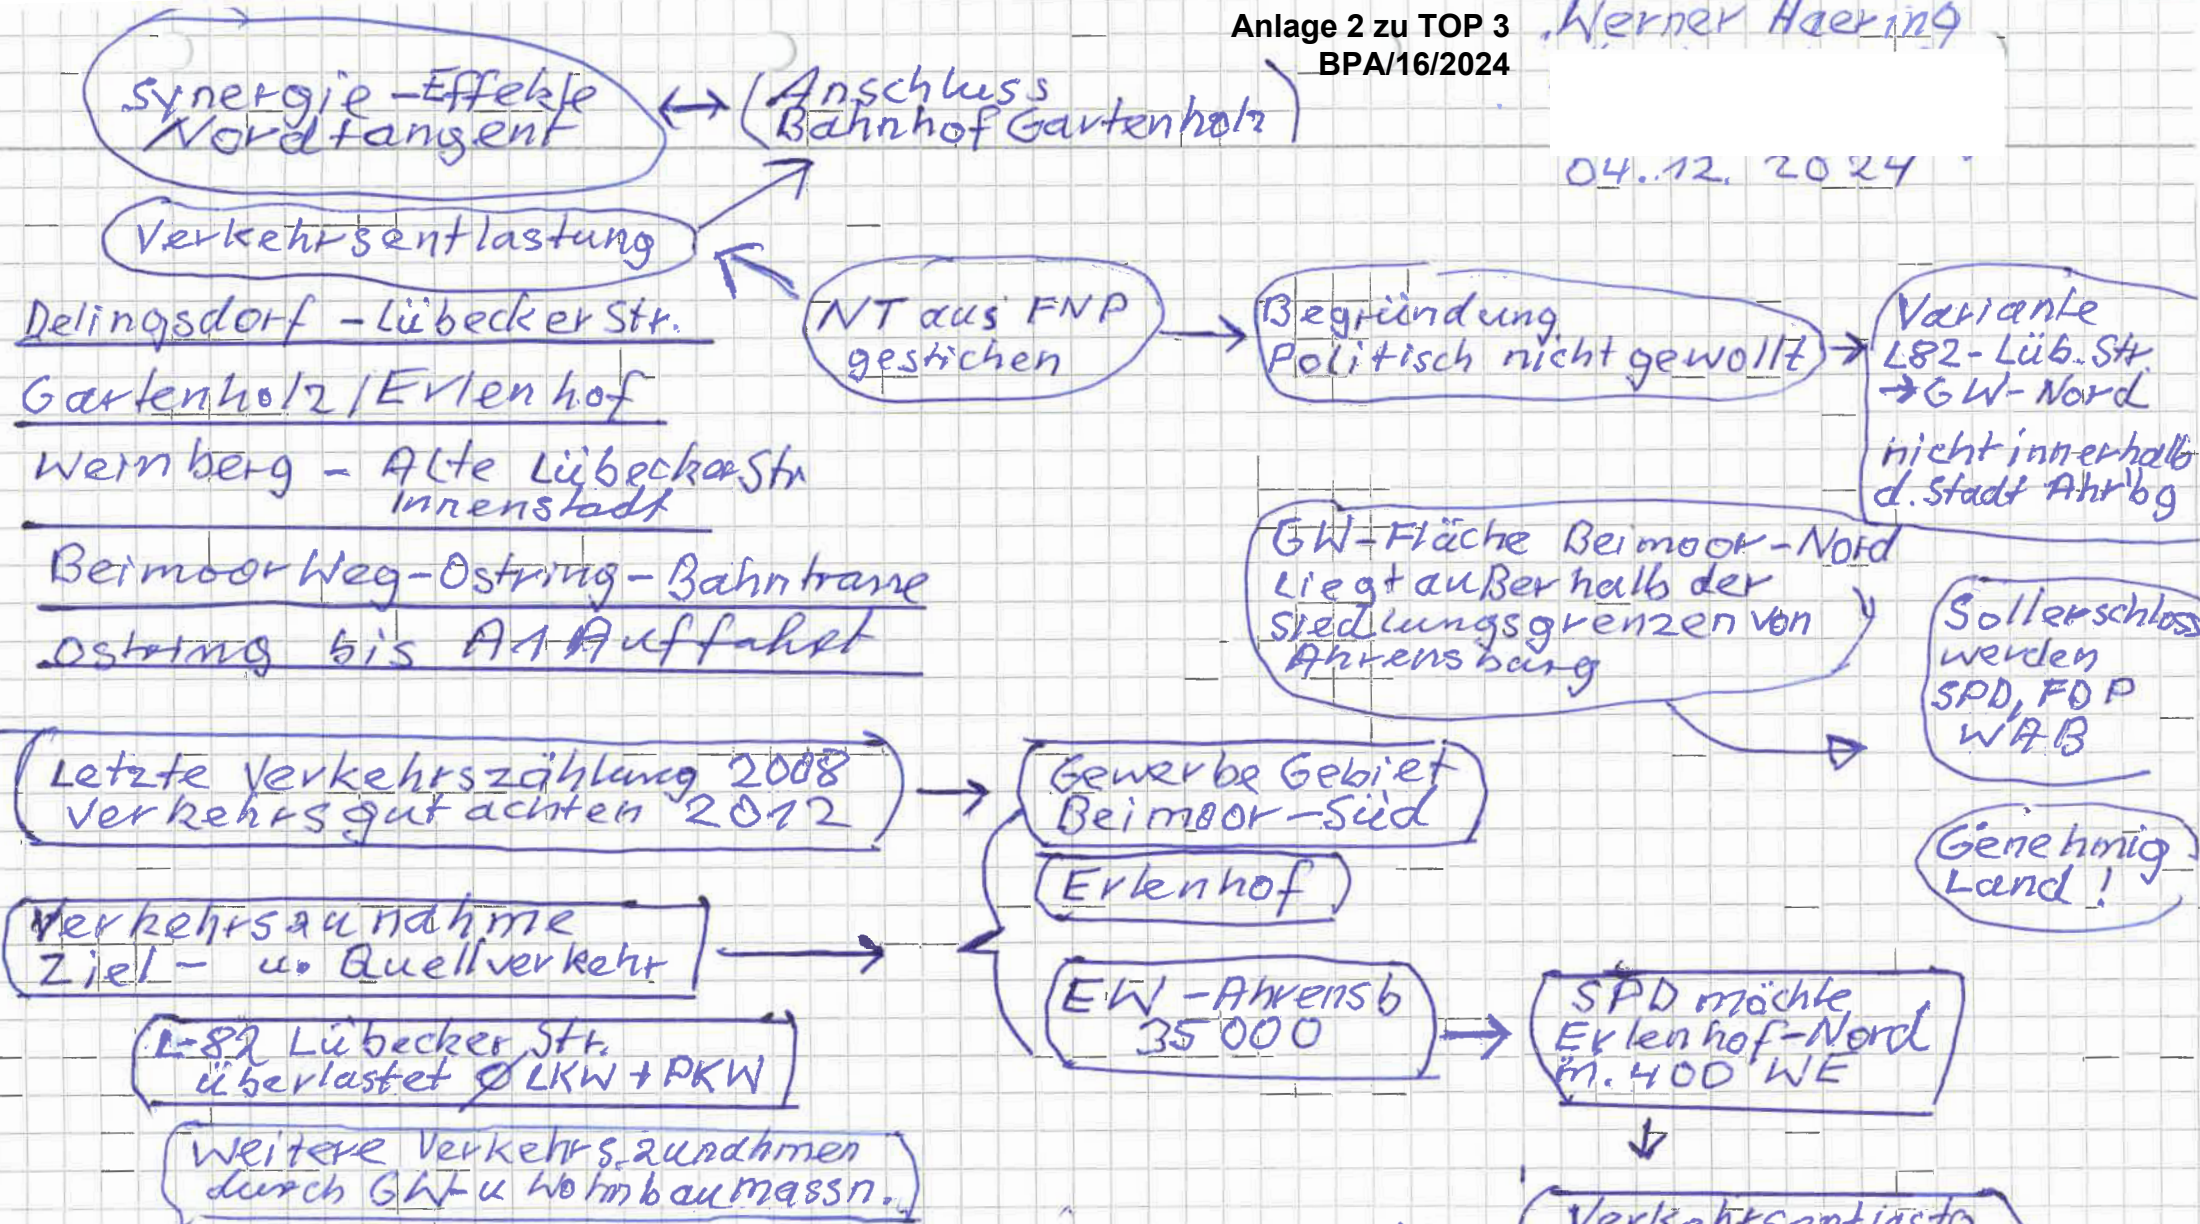 Anlage 2 zu TOP 3
BPA/16/2024
Werner Haering
04.12.2024
Synergie-Effekte
Nordtangent
(Anschluss
Bahnhof Gartenholz)
Verkehrsentlastung
Delingsdorf - Lübecker Str.
Gartenholz/Erlenhof
Weinberg - Alte Lübecker Str
Innenstadt
Beimoor Weg-Ostring-Bahntrasse
Ostring bis A1 Auffahrt
NT aus FNP
gestichen
Begründung
Politisch nicht gewollt
Variante
L82-Lüb.Str.
→GW-Nord
nicht innerhalb
d. Stadt Ahr'bg
GW-Fläche Beimoor-Nord
Liegt außerhalb der
Siedlungsgrenzen von
Ahrensburg
Soll erschloss
werden
SPD, FDP
WAB
Genehmig
Land!
Letzte Verkehrszählung 2008
Verkehrsgutachten 2012
Gewerbe Gebiet
Beimoor-Süd
Erlenhof
EW-Ahrensb
35000
Verkehrszunahme
Ziel- u. Quellverkehr
L-82 Lübecker Str.
überlastet Ø LKW + PKW
Weitere Verkehrszunahmen
durch GW-u Wohnbaumassn.
SPD möchte
Erlenhof-Nord
m. 400 WE